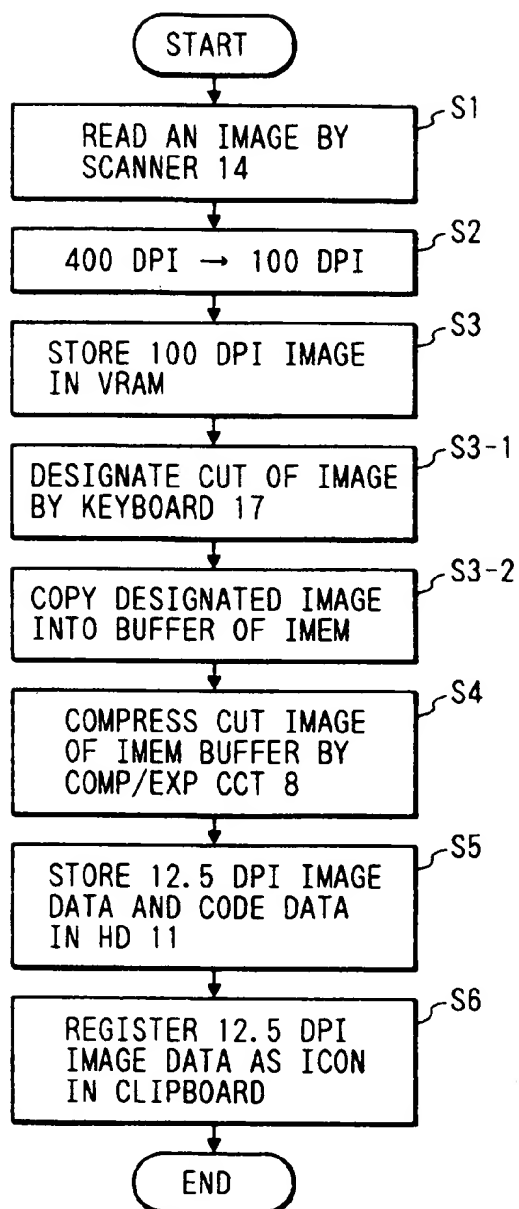 START
S1
READ AN IMAGE BY
SCANNER 14
S2
400 DPI → 100 DPI
S3
STORE 100 DPI IMAGE
IN VRAM
S3-1
DESIGNATE CUT OF IMAGE
BY KEYBOARD 17
S3-2
COPY DESIGNATED IMAGE
INTO BUFFER OF IMEM
S4
COMPRESS CUT IMAGE
OF IMEM BUFFER BY
COMP/EXP CCT 8
S5
STORE 12.5 DPI IMAGE
DATA AND CODE DATA
IN HD 11
S6
REGISTER 12.5 DPI
IMAGE DATA AS ICON
IN CLIPBOARD
END